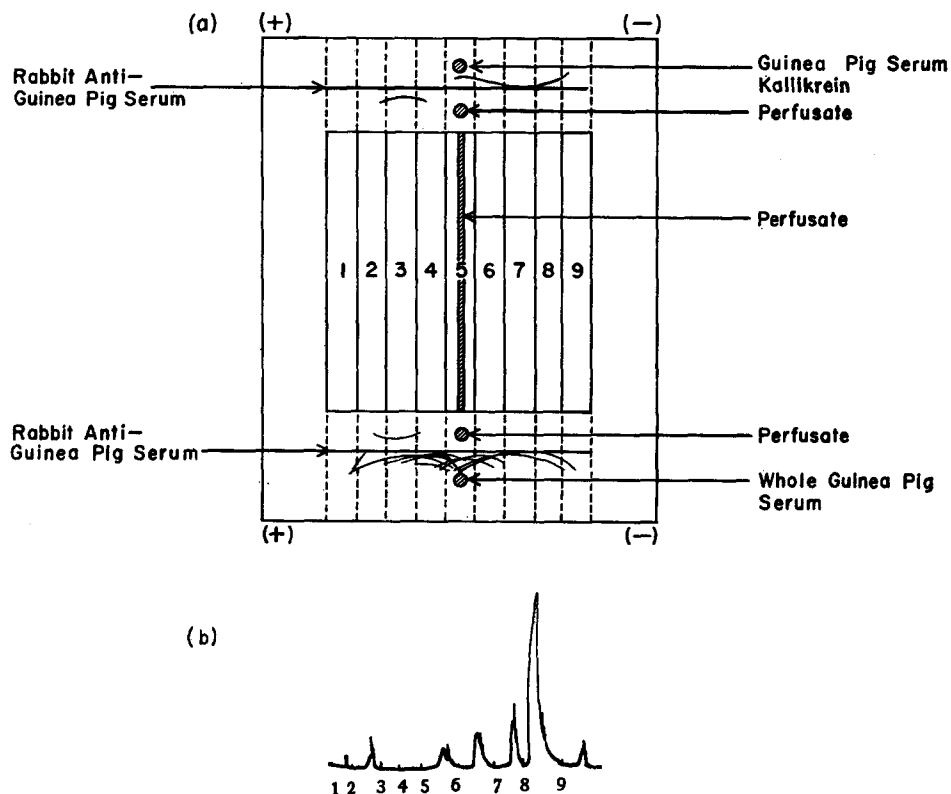 (a)
(+)
(−)
Rabbit Anti−
Guinea Pig Serum
Guinea Pig Serum
Kallikrein
Perfusate
Perfusate
1 2 3 4 5 6 7 8 9
Rabbit Anti−
Guinea Pig Serum
Perfusate
Whole Guinea Pig
Serum
(+)
(−)
(b)
1 2 3 4 5 6 7 8 9